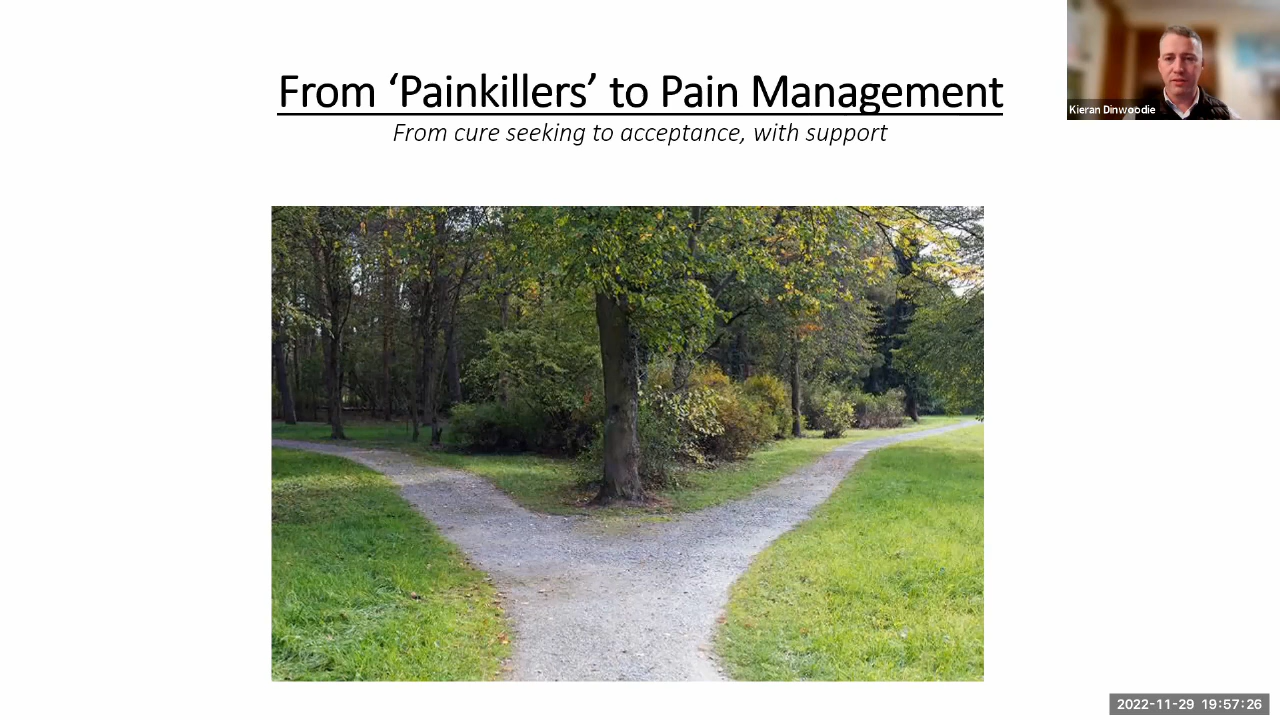 From ‘Painkillers’ to Pain Management
From cure seeking to acceptance, with support
Kieran Dinwoodie
2022-11-29 19:57:26